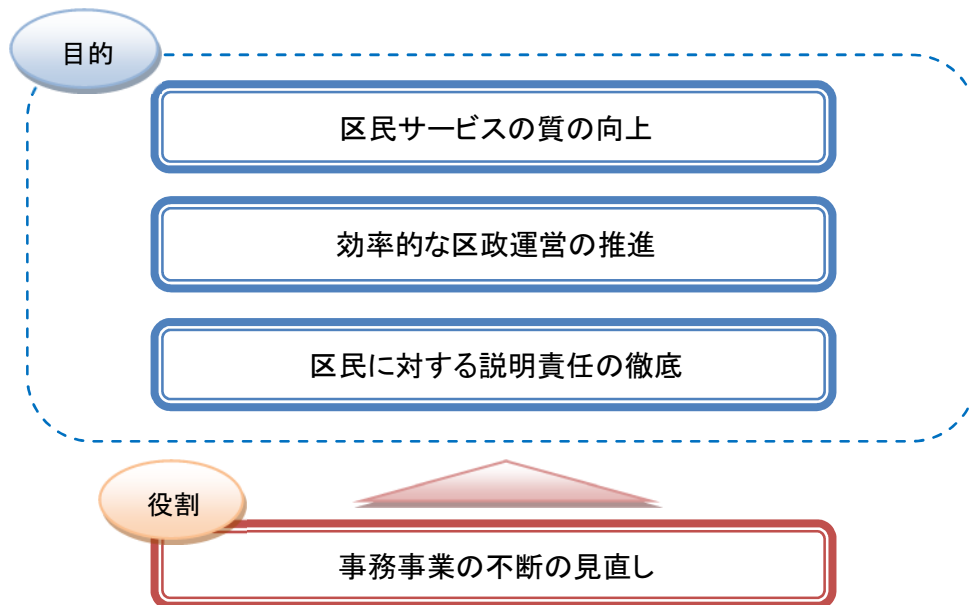 目的
区民サービスの質の向上
効率的な区政運営の推進
区民に対する説明責任の徹底
役割
事務事業の不断の見直し